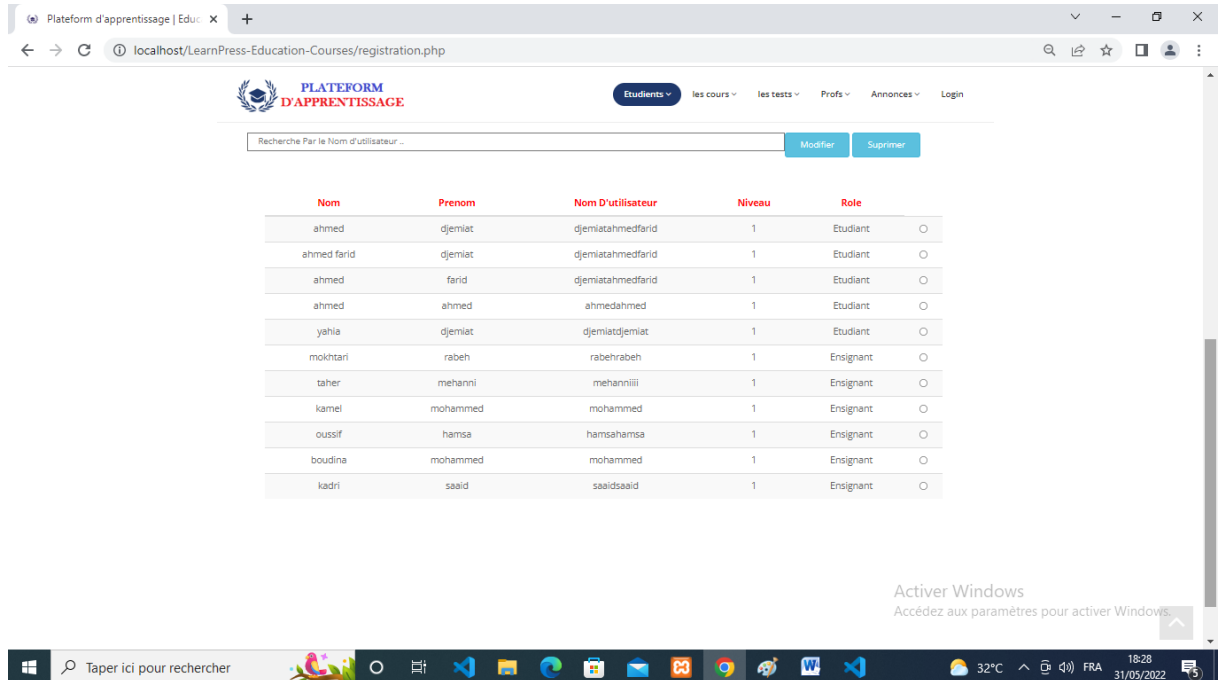 Plateform d'apprentissage | Educ
localhost/LearnPress-Education-Courses/registration.php
PLATEFORM
D'APPRENTISSAGE
Etudients les cours les tests Profs Annonces Login
Recherche Par le Nom d'utilisateur ..
Modifier Suprimer
Nom Prenom Nom D'utilisateur Niveau Role
ahmed djemiat djemiatahmedfarid 1 Etudiant
ahmed farid djemiat djemiatahmedfarid 1 Etudiant
ahmed farid djemiatahmedfarid 1 Etudiant
ahmed ahmed ahmedahmed 1 Etudiant
yahia djemiat djemiatdjemiat 1 Etudiant
mokhtari rabeh rabehrabeh 1 Ensignant
taher mehanni mehanniiii 1 Ensignant
kamel mohammed mohammed 1 Ensignant
oussif hamsa hamsahamsa 1 Ensignant
boudina mohammed mohammed 1 Ensignant
kadri saaid saaidsaaid 1 Ensignant
Activer Windows
Accédez aux paramètres pour activer Windows.
Taper ici pour rechercher
32°C FRA
18:28
31/05/2022
5